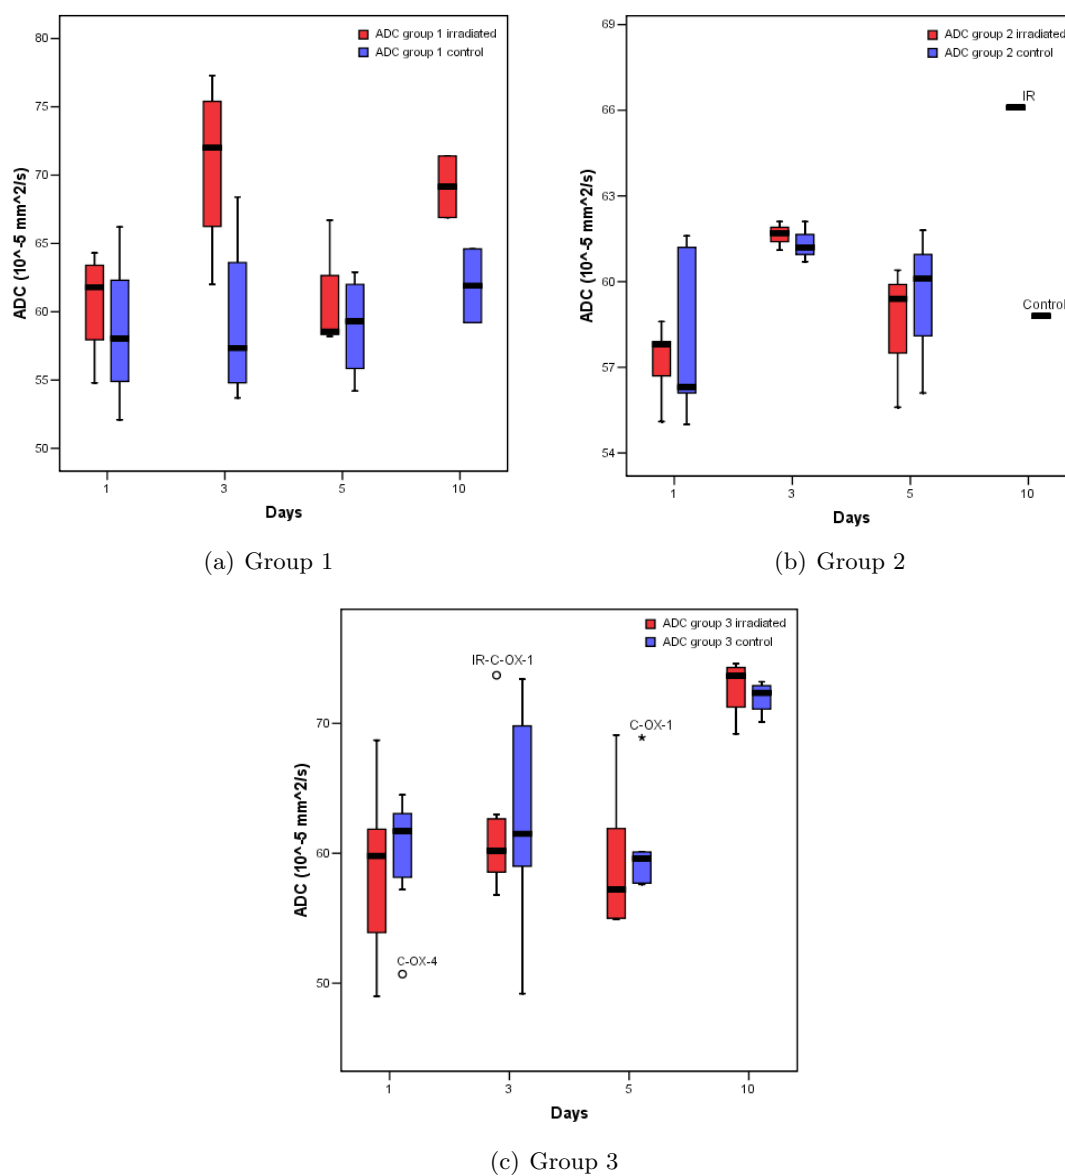 ADC group 1 irradiated
ADC group 1 control
80
75
70
65
60
55
50
ADC (10^-5 mm^2/s)
1 3 5 10
Days
(a) Group 1
ADC group 2 irradiated
ADC group 2 control
69
66
63
60
57
54
IR
Control
ADC (10^-5 mm^2/s)
1 3 5 10
Days
(b) Group 2
ADC group 3 irradiated
ADC group 3 control
IR-C-OX-1
C-OX-1
C-OX-4
70
60
50
ADC (10^-5 mm^2/s)
1 3 5 10
Days
(c) Group 3